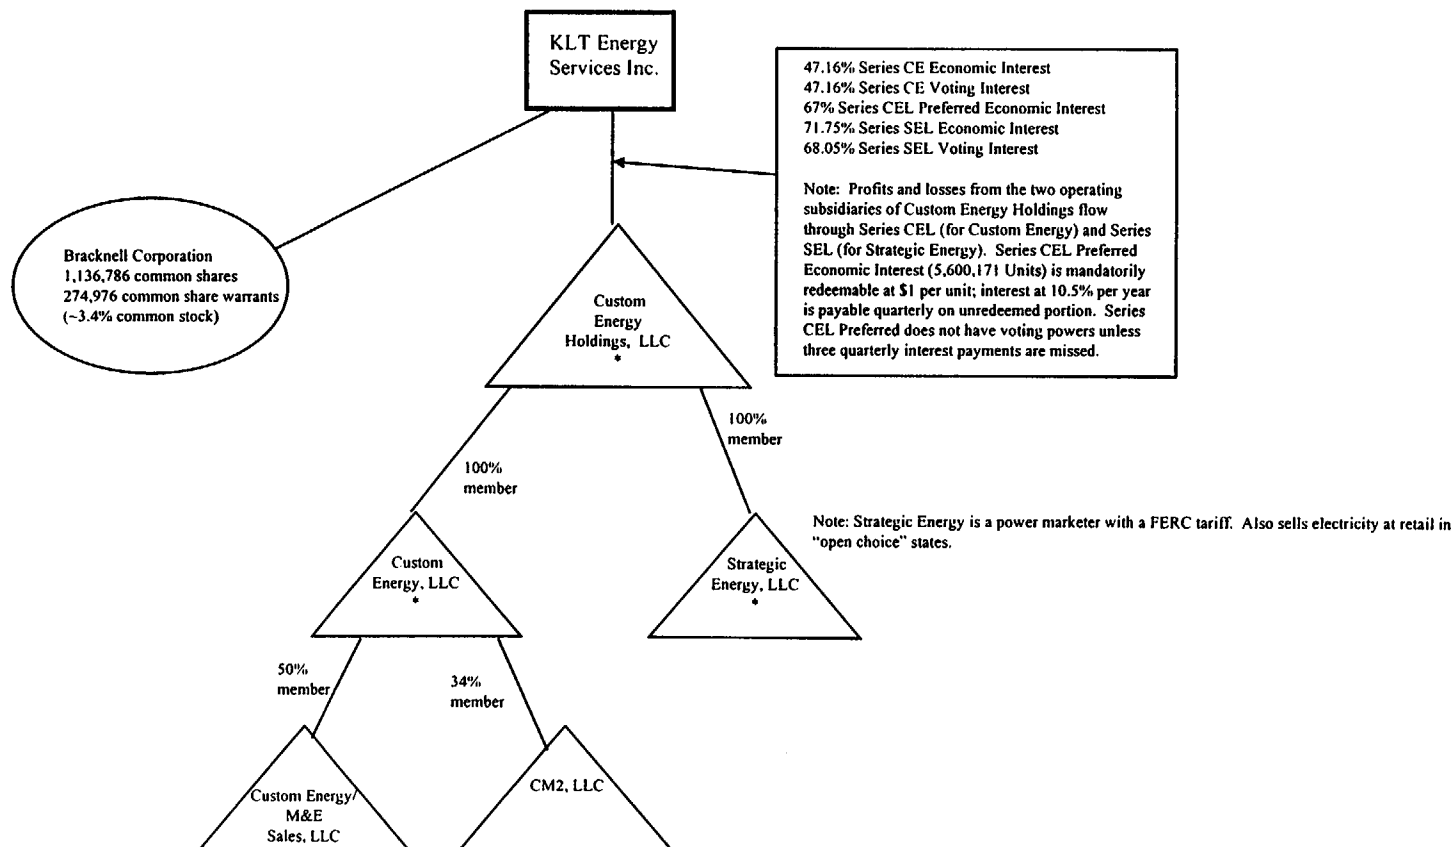 KLT Energy
Services Inc.
47.16% Series CE Economic Interest
47.16% Series CE Voting Interest
67% Series CEL Preferred Economic Interest
71.75% Series SEL Economic Interest
68.05% Series SEL Voting Interest
Note: Profits and losses from the two operating
subsidiaries of Custom Energy Holdings flow
through Series CEL (for Custom Energy) and Series
SEL (for Strategic Energy). Series CEL Preferred
Economic Interest (5,600,171 Units) is mandatorily
redeemable at $1 per unit; interest at 10.5% per year
is payable quarterly on unredeemed portion. Series
CEL Preferred does not have voting powers unless
three quarterly interest payments are missed.
Bracknell Corporation
1,136,786 common shares
274,976 common share warrants
(~3.4% common stock)
Custom
Energy
Holdings, LLC
*
100%
member
100%
member
Custom
Energy, LLC
*
Strategic
Energy, LLC
*
Note: Strategic Energy is a power marketer with a FERC tariff. Also sells electricity at retail in
"open choice" states.
50%
member
34%
member
Custom Energy/
M&E
Sales, LLC
CM2, LLC